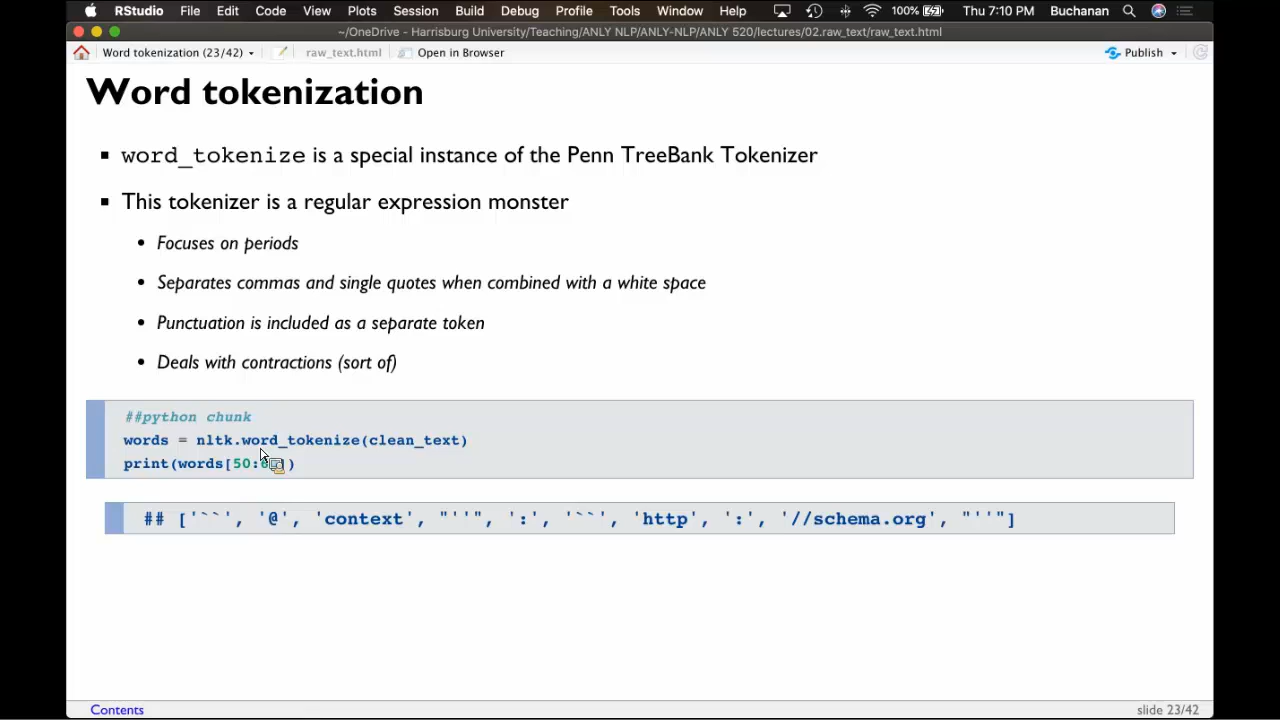 RStudio File Edit Code View Plots Session Build Debug Profile Tools Window Help 100% Thu 7:10 PM Buchanan
~/OneDrive - Harrisburg University/Teaching/ANLY NLP/ANLY-NLP/ANLY 520/lectures/02.raw_text/raw_text.html
Word tokenization (23/42) raw_text.html Open in Browser Publish
Word tokenization
word_tokenize is a special instance of the Penn TreeBank Tokenizer
This tokenizer is a regular expression monster
Focuses on periods
Separates commas and single quotes when combined with a white space
Punctuation is included as a separate token
Deals with contractions (sort of)
##python chunk
words = nltk.word_tokenize(clean_text)
print(words[50:
## ['``', '@', 'context', "''", ':', '``', 'http', ':', '//schema.org', "''"]
Contents
slide 23/42